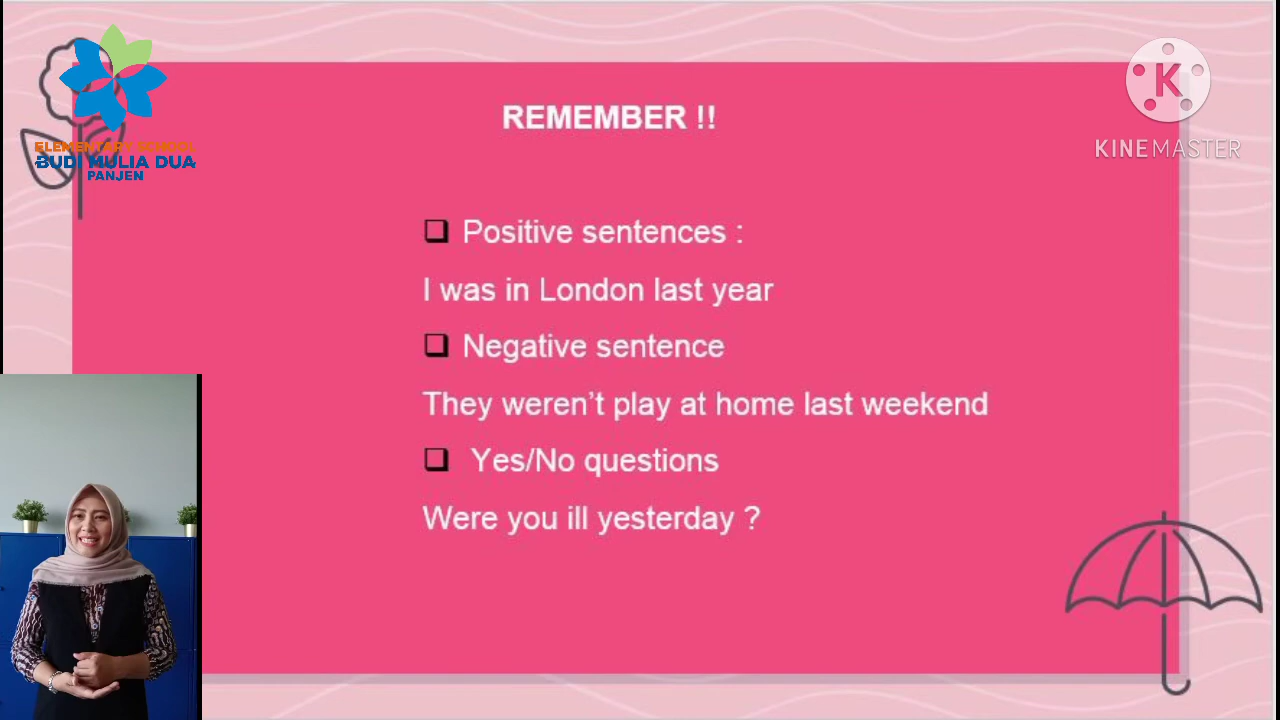 ELEMENTARY SCHOOL
BUDI MULIA DUA
PANJEN
K
KINEMASTER
REMEMBER !!
❑ Positive sentences :
I was in London last year
❑ Negative sentence
They weren’t play at home last weekend
❑ Yes/No questions
Were you ill yesterday ?